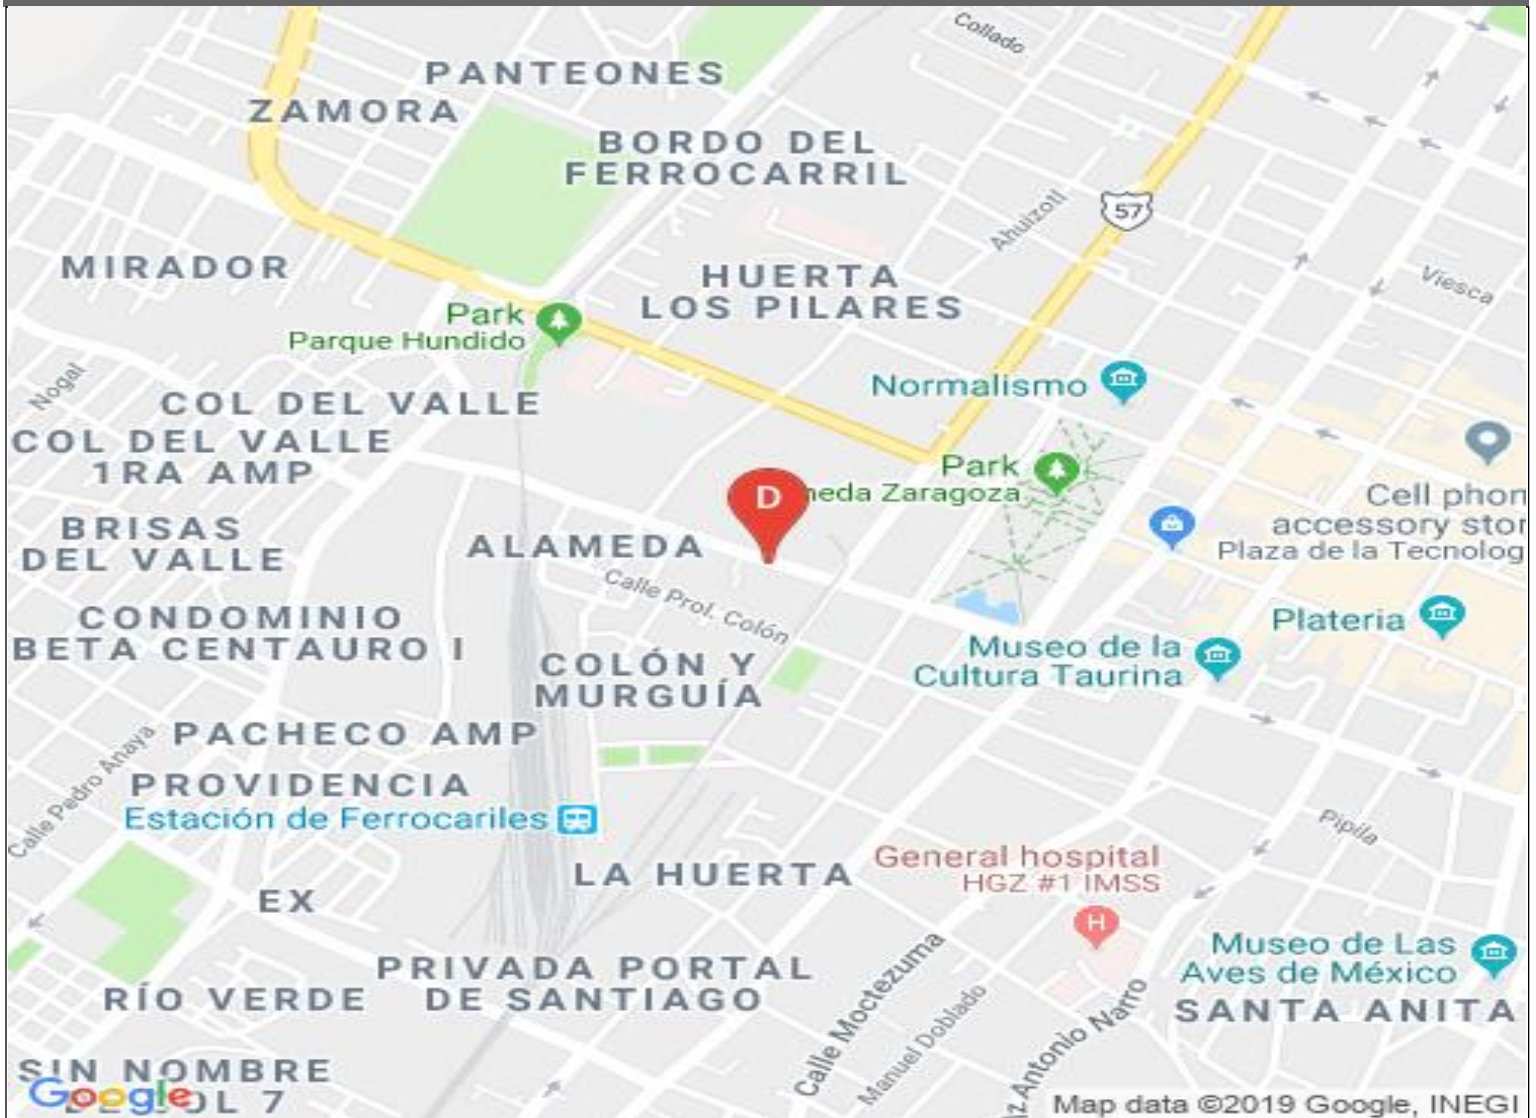 Collado
PANTEONES
ZAMORA
BORDO DEL
FERROCARRIL
57
Ahuizotl
MIRADOR
HUERTA
LOS PILARES
Viesca
Park
Parque Hundido
Nogal
Normalismo
COL DEL VALLE
COL DEL VALLE
1RA AMP
Park
neda Zaragoza
D
Cell phon
accessory stor
Plaza de la Tecnolog
BRISAS
DEL VALLE
ALAMEDA
Calle Prol. Colón
CONDOMINIO
BETA CENTAURO I
Plateria
Museo de la
Cultura Taurina
COLÓN Y
MURGUÍA
PACHECO AMP
Calle Pedro Anaya
PROVIDENCIA
Estación de Ferrocariles
Pipila
LA HUERTA
General hospital
HGZ #1 IMSS
H
EX
Museo de Las
Aves de México
PRIVADA PORTAL
DE SANTIAGO
RÍO VERDE
SANTA ANITA
Calle Moctezuma
Manuel Doblado
z Antonio Narro
SIN NOMBRE
DE SOL 7
Google
Map data ©2019 Google, INEGI